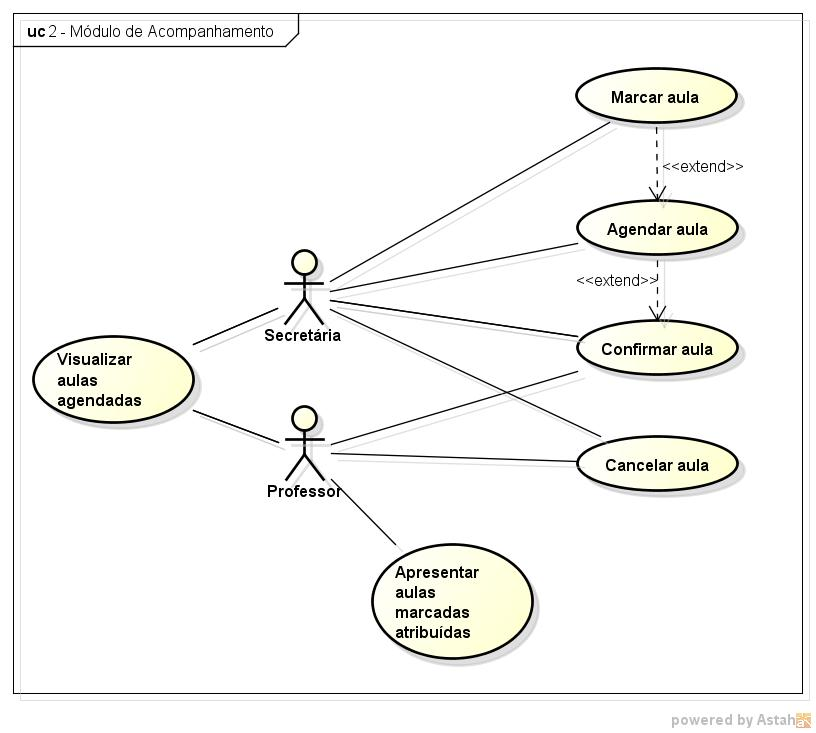 uc 2 - Módulo de Acompanhamento
Marcar aula
<<extend>>
Agendar aula
<<extend>>
Secretária
Confirmar aula
Visualizar
aulas
agendadas
Cancelar aula
Professor
Apresentar
aulas
marcadas
atribuídas
powered by Astah